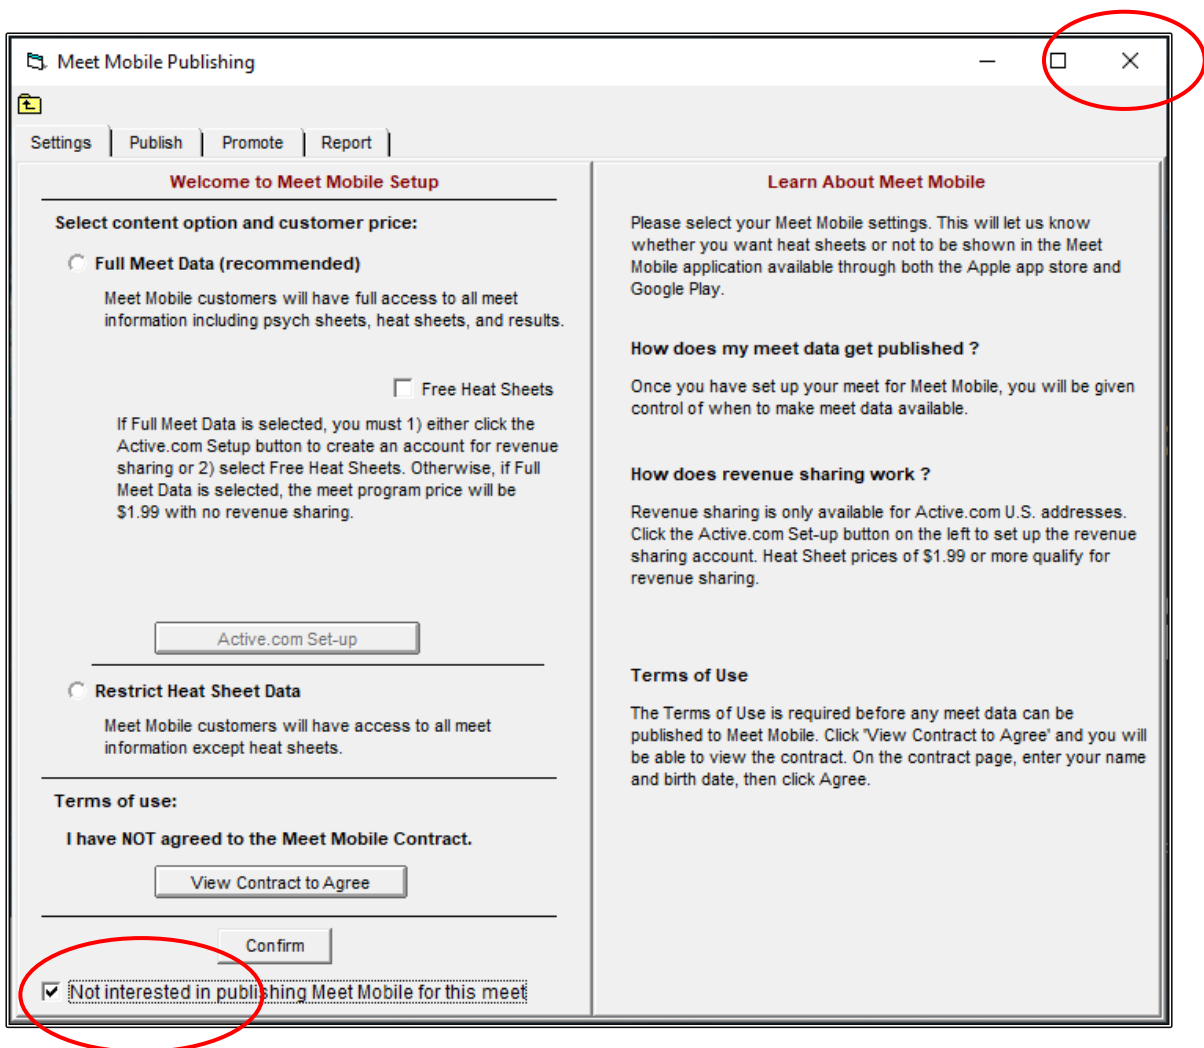 Meet Mobile Publishing
Settings Publish Promote Report
Welcome to Meet Mobile Setup
Select content option and customer price:
Full Meet Data (recommended)
Meet Mobile customers will have full access to all meet
information including psych sheets, heat sheets, and results.
Free Heat Sheets
If Full Meet Data is selected, you must 1) either click the
Active.com Setup button to create an account for revenue
sharing or 2) select Free Heat Sheets. Otherwise, if Full
Meet Data is selected, the meet program price will be
$1.99 with no revenue sharing.
Active.com Set-up
Restrict Heat Sheet Data
Meet Mobile customers will have access to all meet
information except heat sheets.
Terms of use:
I have NOT agreed to the Meet Mobile Contract.
View Contract to Agree
Confirm
Not interested in publishing Meet Mobile for this meet
Learn About Meet Mobile
Please select your Meet Mobile settings. This will let us know
whether you want heat sheets or not to be shown in the Meet
Mobile application available through both the Apple app store and
Google Play.
How does my meet data get published ?
Once you have set up your meet for Meet Mobile, you will be given
control of when to make meet data available.
How does revenue sharing work ?
Revenue sharing is only available for Active.com U.S. addresses.
Click the Active.com Set-up button on the left to set up the revenue
sharing account. Heat Sheet prices of $1.99 or more qualify for
revenue sharing.
Terms of Use
The Terms of Use is required before any meet data can be
published to Meet Mobile. Click 'View Contract to Agree' and you will
be able to view the contract. On the contract page, enter your name
and birth date, then click Agree.